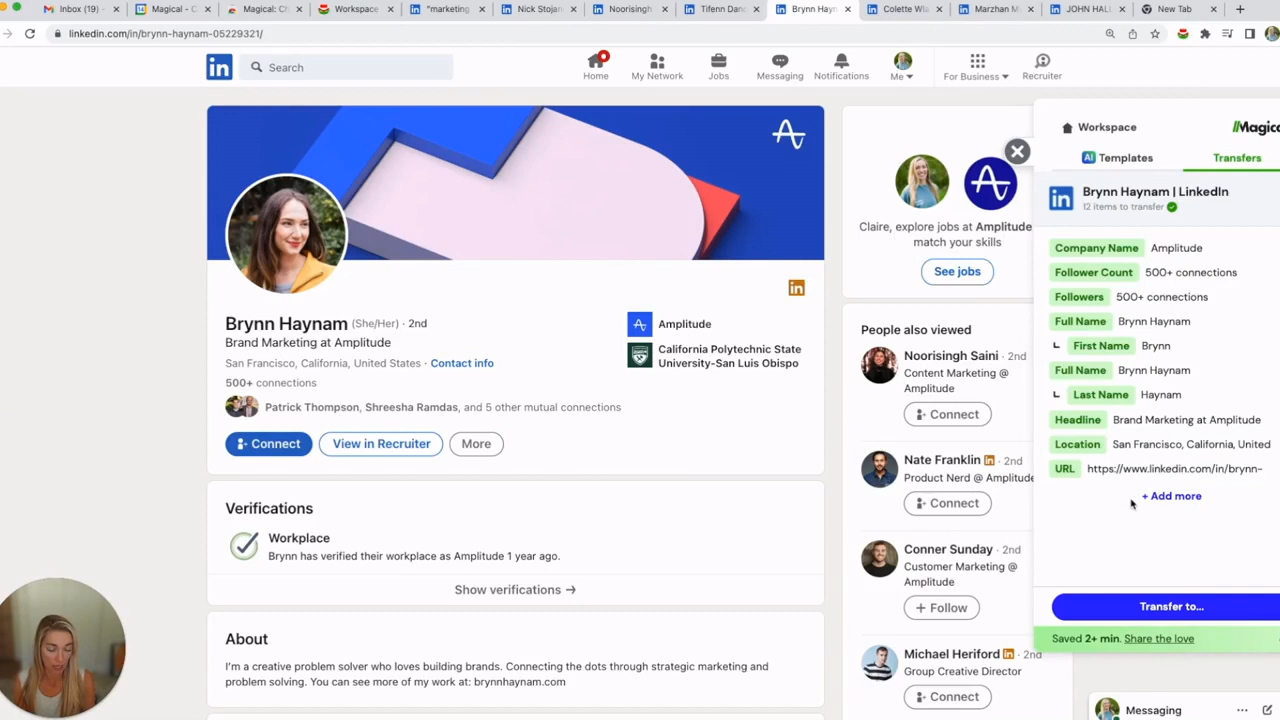 Inbox (19) -
Magical - C
Magical: Ch
Workspace
"marketing
Nick Stojan
Noorisingh
Tifenn Dano
Brynn Hayn
Colette Wla
Marzhan M
JOHN HALL
New Tab
linkedin.com/in/brynn-haynam-05229321/
in
Search
Home
My Network
Jobs
Messaging
Notifications
Me
For Business
Recruiter
Brynn Haynam (She/Her) · 2nd
Brand Marketing at Amplitude
San Francisco, California, United States · Contact info
500+ connections
Patrick Thompson, Shreesha Ramdas, and 5 other mutual connections
Connect
View in Recruiter
More
Amplitude
California Polytechnic State
University-San Luis Obispo
Verifications
Workplace
Brynn has verified their workplace as Amplitude 1 year ago.
Show verifications →
About
I'm a creative problem solver who loves building brands. Connecting the dots through strategic marketing and
problem solving. You can see more of my work at: brynnhaynam.com
Claire, explore jobs at Amplitude
match your skills
See jobs
People also viewed
Noorisingh Saini · 2nd
Content Marketing @
Amplitude
Connect
Nate Franklin · 2nd
Product Nerd @ Amplitude
Connect
Conner Sunday · 2nd
Customer Marketing @
Amplitude
+ Follow
Michael Heriford · 2nd
Group Creative Director
Connect
Workspace
//Magica
AI Templates
Transfers
Brynn Haynam | LinkedIn
12 items to transfer
Company Name Amplitude
Follower Count 500+ connections
Followers 500+ connections
Full Name Brynn Haynam
First Name Brynn
Full Name Brynn Haynam
Last Name Haynam
Headline Brand Marketing at Amplitude
Location San Francisco, California, United
URL https://www.linkedin.com/in/brynn-
+ Add more
Transfer to...
Saved 2+ min. Share the love
Messaging